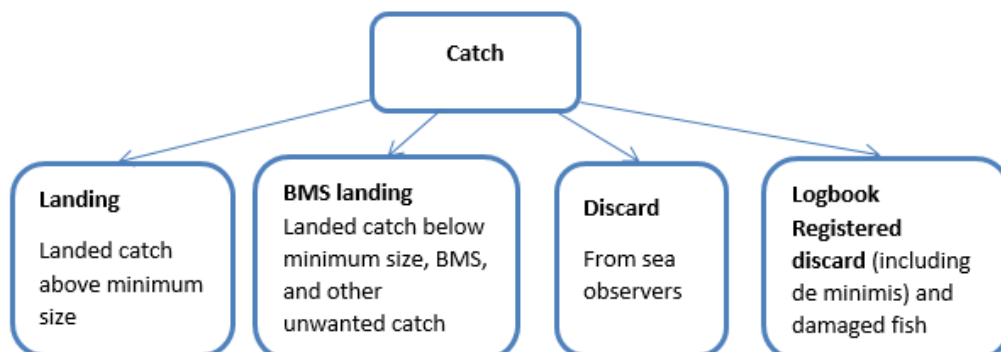 Catch
Landing
Landed catch
above minimum
size
BMS landing
Landed catch below
minimum size, BMS,
and other
unwanted catch
Discard
From sea
observers
Logbook
Registered
discard (including
de minimis) and
damaged fish